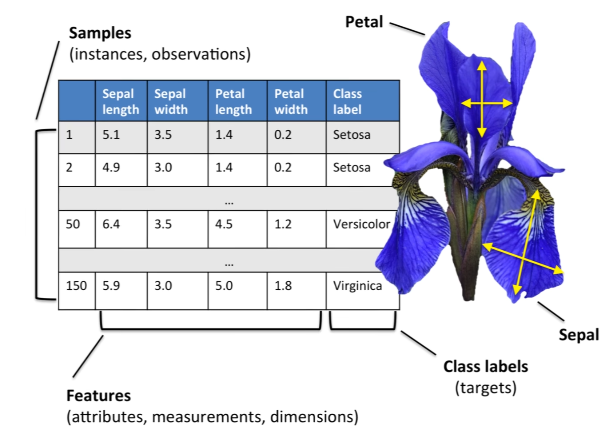 Samples
(instances, observations)
Petal
Sepal length Sepal width Petal length Petal width Class label
1 5.1 3.5 1.4 0.2 Setosa
2 4.9 3.0 1.4 0.2 Setosa
…
50 6.4 3.5 4.5 1.2 Versicolor
…
150 5.9 3.0 5.0 1.8 Virginica
Sepal
Class labels
(targets)
Features
(attributes, measurements, dimensions)